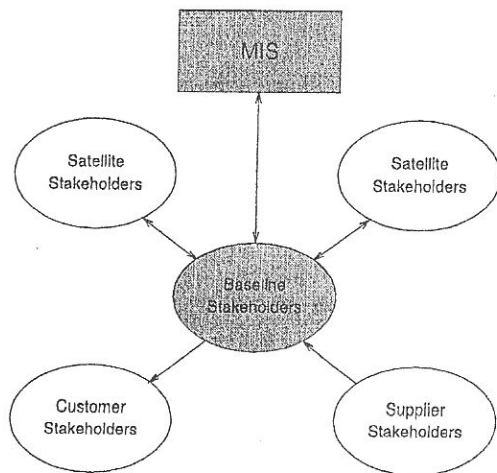 MIS
Satellite
Stakeholders
Satellite
Stakeholders
Baseline
Stakeholders
Customer
Stakeholders
Supplier
Stakeholders